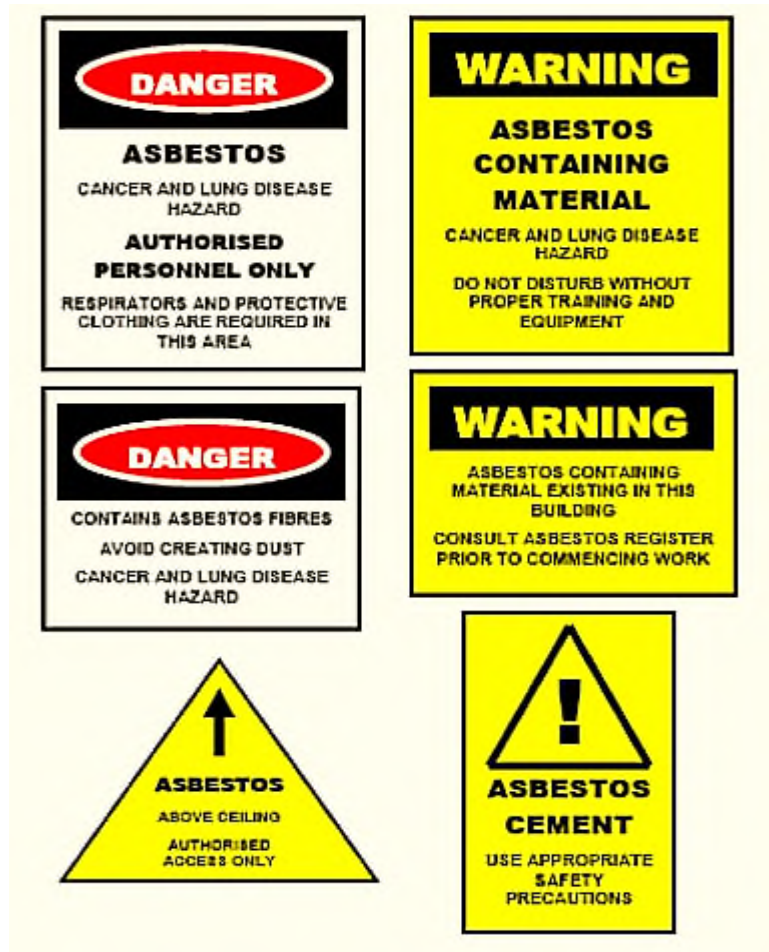 DANGER
ASBESTOS
CANCER AND LUNG DISEASE
HAZARD
AUTHORISED
PERSONNEL ONLY
RESPIRATORS AND PROTECTIVE
CLOTHING ARE REQUIRED IN
THIS AREA
WARNING
ASBESTOS
CONTAINING
MATERIAL
CANCER AND LUNG DISEASE
HAZARD
DO NOT DISTURB WITHOUT
PROPER TRAINING AND
EQUIPMENT
DANGER
CONTAINS ASBESTOS FIBRES
AVOID CREATING DUST
CANCER AND LUNG DISEASE
HAZARD
WARNING
ASBESTOS CONTAINING
MATERIAL EXISTING IN THIS
BUILDING
CONSULT ASBESTOS REGISTER
PRIOR TO COMMENCING WORK
ASBESTOS
ABOVE CEILING
AUTHORISED
ACCESS ONLY
!
ASBESTOS
CEMENT
USE APPROPRIATE
SAFETY
PRECAUTIONS